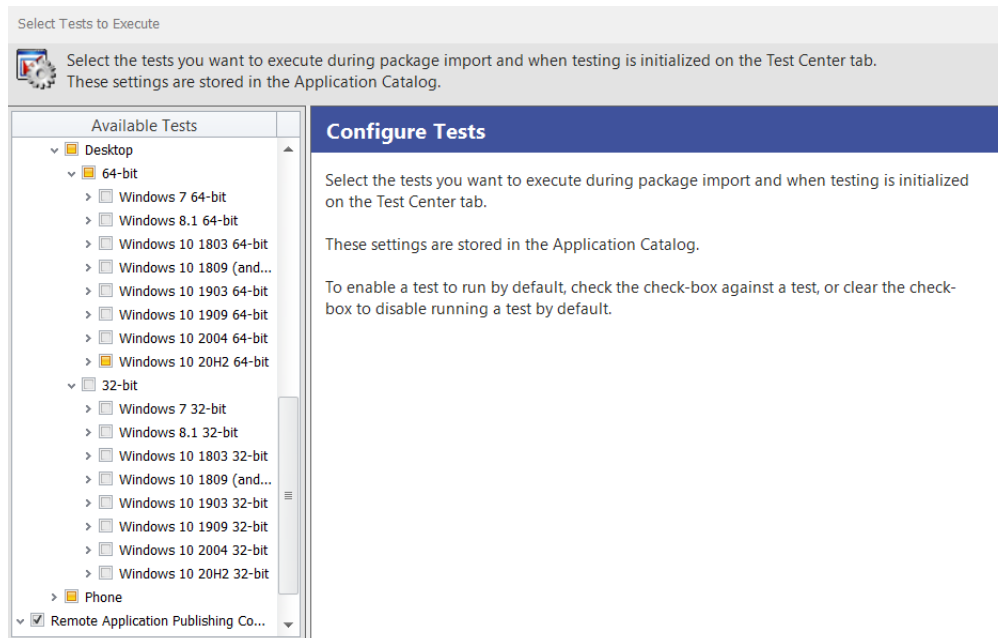 Select Tests to Execute
Select the tests you want to execute during package import and when testing is initialized on the Test Center tab.
These settings are stored in the Application Catalog.
Available Tests
Desktop
64-bit
Windows 7 64-bit
Windows 8.1 64-bit
Windows 10 1803 64-bit
Windows 10 1809 (and...
Windows 10 1903 64-bit
Windows 10 1909 64-bit
Windows 10 2004 64-bit
Windows 10 20H2 64-bit
32-bit
Windows 7 32-bit
Windows 8.1 32-bit
Windows 10 1803 32-bit
Windows 10 1809 (and...
Windows 10 1903 32-bit
Windows 10 1909 32-bit
Windows 10 2004 32-bit
Windows 10 20H2 32-bit
Phone
Remote Application Publishing Co...
Configure Tests
Select the tests you want to execute during package import and when testing is initialized
on the Test Center tab.
These settings are stored in the Application Catalog.
To enable a test to run by default, check the check-box against a test, or clear the check-
box to disable running a test by default.